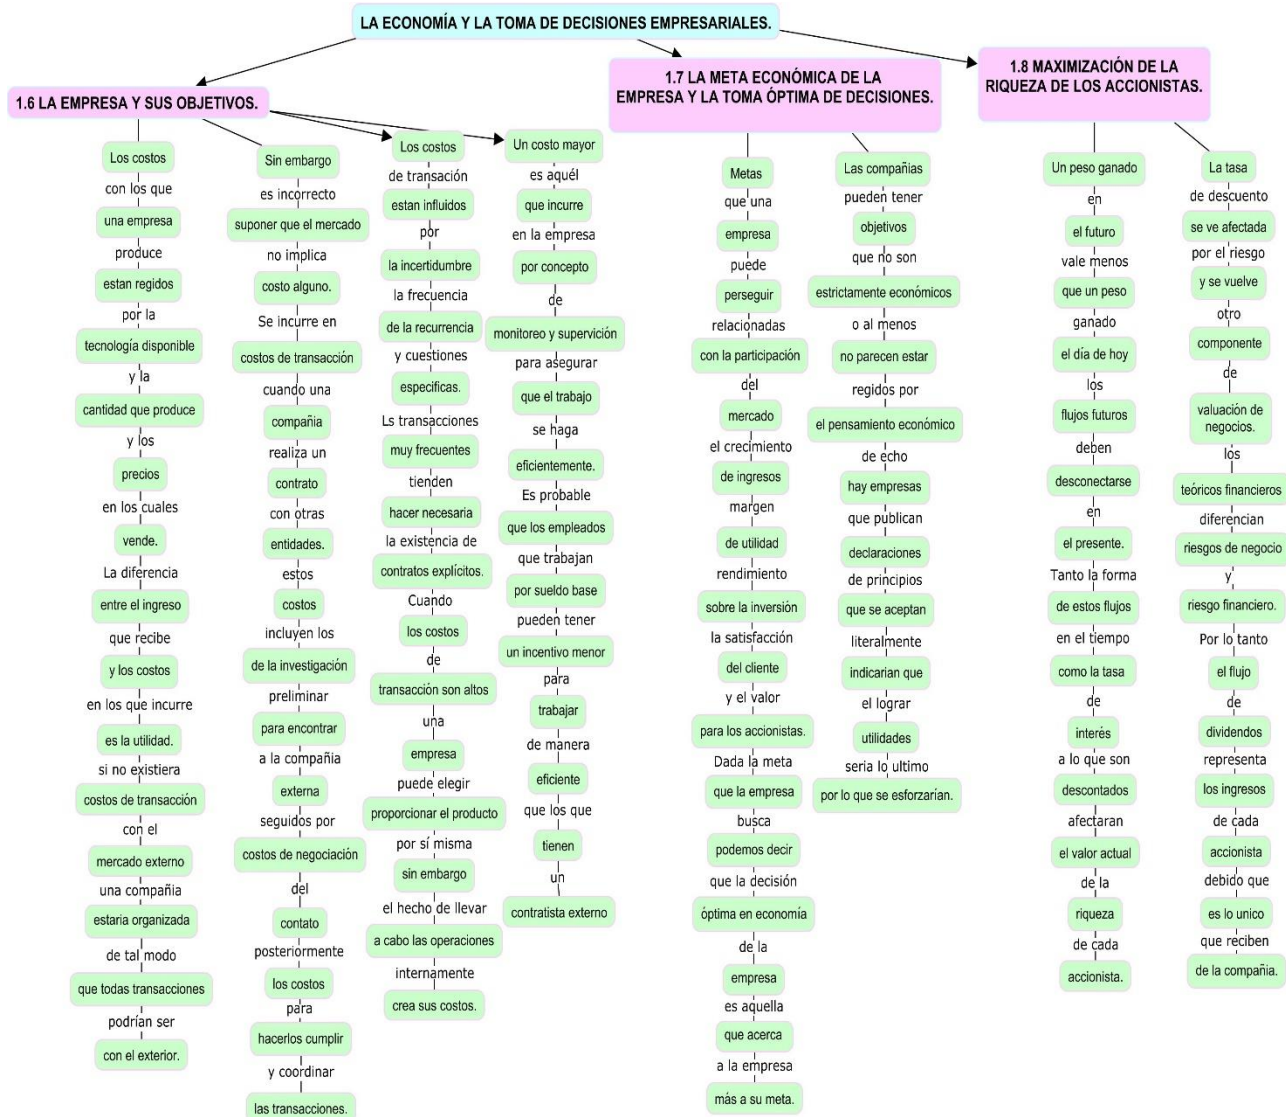 LA ECONOMÍA Y LA TOMA DE DECISIONES EMPRESARIALES.
1.6 LA EMPRESA Y SUS OBJETIVOS.
Los costos
con los que
una empresa
produce
estan regidos
por la
tecnología disponible
y la
cantidad que produce
y los
precios
en los cuales
vende.
La diferencia
entre el ingreso
que recibe
y los costos
en los que incurre
es la utilidad.
si no existiera
costos de transacción
con el
mercado externo
una compañia
estaria organizada
de tal modo
que todas transacciones
podrían ser
con el exterior.
Sin embargo
es incorrecto
suponer que el mercado
no implica
costo alguno.
Se incurre en
costos de transacción
cuando una
compañia
realiza un
contrato
con otras
entidades.
estos
costos
incluyen los
de la investigación
preliminar
para encontrar
a la compañia
externa
seguidos por
costos de negociación
del
contato
posteriormente
los costos
para
hacerlos cumplir
y coordinar
las transacciones.
Los costos
de transación
estan influidos
por
la incertidumbre
la frecuencia
de la recurrencia
y cuestiones
especificas.
Ls transacciones
muy frecuentes
tienden
hacer necesaria
la existencia de
contratos explícitos.
Cuando
los costos
de
transacción son altos
una
empresa
puede elegir
proporcionar el producto
por sí misma
sin embargo
el hecho de llevar
a cabo las operaciones
internamente
crea sus costos.
Un costo mayor
es aquél
que incurre
en la empresa
por concepto
de
monitoreo y supervición
para asegurar
que el trabajo
se haga
eficientemente.
Es probable
que los empleados
que trabajan
por sueldo base
pueden tener
un incentivo menor
para
trabajar
de manera
eficiente
que los que
tienen
un
contratista externo
1.7 LA META ECONÓMICA DE LA
EMPRESA Y LA TOMA ÓPTIMA DE DECISIONES.
Metas
que una
empresa
puede
perseguir
relacionadas
con la participación
del
mercado
el crecimiento
de ingresos
margen
de utilidad
rendimiento
sobre la inversión
la satisfacción
del cliente
y el valor
para los accionistas.
Dada la meta
que la empresa
busca
podemos decir
que la decisión
óptima en economía
de la
empresa
es aquella
que acerca
a la empresa
más a su meta.
Las compañias
pueden tener
objetivos
que no son
estrictamente económicos
o al menos
no parecen estar
regidos por
el pensamiento económico
de echo
hay empresas
que publican
declaraciones
de principios
que se aceptan
literalmente
indicarian que
el lograr
utilidades
seria lo ultimo
por lo que se esforzarían.
1.8 MAXIMIZACIÓN DE LA
RIQUEZA DE LOS ACCIONISTAS.
Un peso ganado
en
el futuro
vale menos
que un peso
ganado
el día de hoy
los
flujos futuros
deben
desconectarse
en
el presente.
Tanto la forma
de estos flujos
en el tiempo
como la tasa
de
interés
a lo que son
descontados
afectaran
el valor actual
de la
riqueza
de cada
accionista.
La tasa
de descuento
se ve afectada
por el riesgo
y se vuelve
otro
componente
de
valuación de
negocios.
los
teóricos financieros
diferencian
riesgos de negocio
y
riesgo financiero.
Por lo tanto
el flujo
de
dividendos
representa
los ingresos
de cada
accionista
debido que
es lo unico
que reciben
de la compañia.